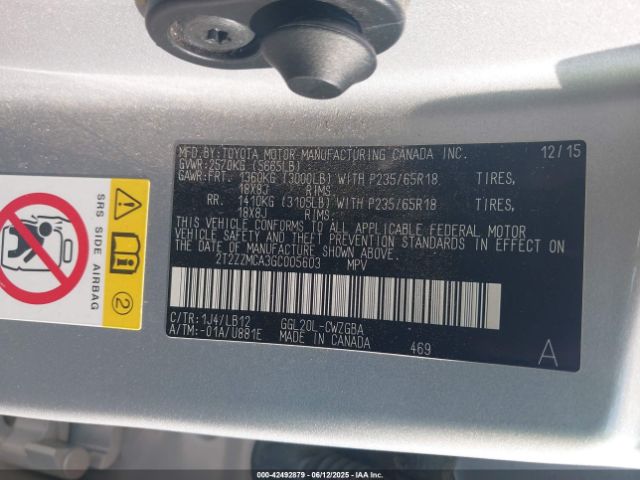 MFD.BY:TOYOTA MOTOR MANUFACTURING CANADA INC. 12/15
GVWR:2570KG (5665LB)
GAWR:FRT. 1360KG (3000LB) WITH P235/65R18 TIRES,
18X8J RIMS.
RR. 1410KG (3105LB) WITH P235/65R18 TIRES,
18X8J RIMS.
THIS VEHICLE CONFORMS TO ALL APPLICABLE FEDERAL MOTOR
VEHICLE SAFETY AND THEFT PREVENTION STANDARDS IN EFFECT ON
THE DATE OF MANUFACTURE SHOWN ABOVE.
2T2ZZMCA3GC005603 MPV
C/TR:1J4/LB12 GGL20L-CWZGBA
A/TM:-01A/U881E MADE IN CANADA 469 A
SRS SIDE AIRBAG
2
000-42492879 - 06/12/2025 - IAAI.COM